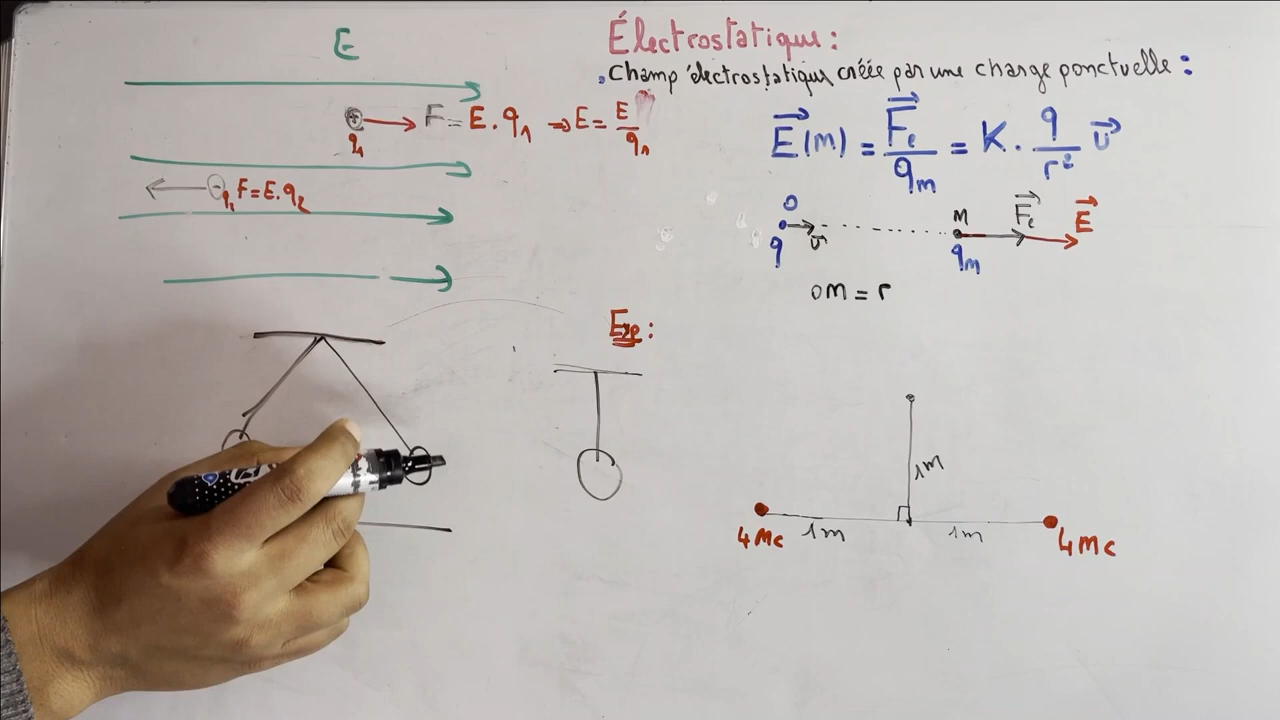 Électrostatique :
. Champ électrostatique créée par une charge ponctuelle :
E
⊕ F = E . q1 → E = E/q1
q1
⊖ q2 F = E . q2
E(m) = Fe/qm = K . q/r² u
O
q
u
M
qm
Fe
E
OM = r
Exp :
1m
4Mc
1m
1m
4Mc